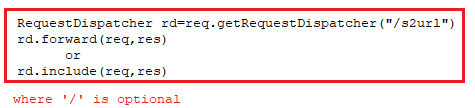 RequestDispatcher rd=req.getRequestDispatcher("/s2url")
rd.forward(req,res)
or
rd.include(req,res)
where '/' is optional